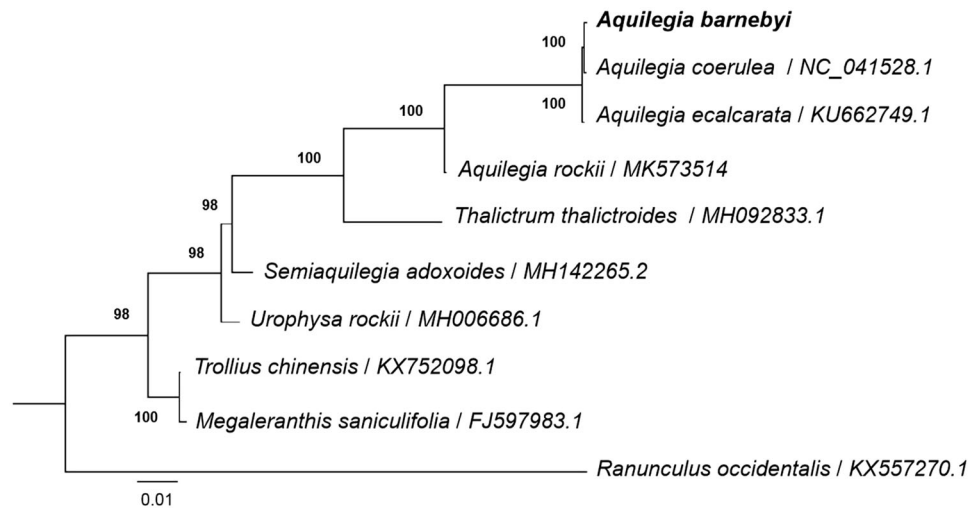 Aquilegia barnebyi
100
Aquilegia coerulea / NC_041528.1
100
Aquilegia ecalcarata / KU662749.1
100
Aquilegia rockii / MK573514
100
Thalictrum thalictroides / MH092833.1
98
Semiaquilegia adoxoides / MH142265.2
98
Urophysa rockii / MH006686.1
98
Trollius chinensis / KX752098.1
100
Megaleranthis saniculifolia / FJ597983.1
Ranunculus occidentalis / KX557270.1
0.01